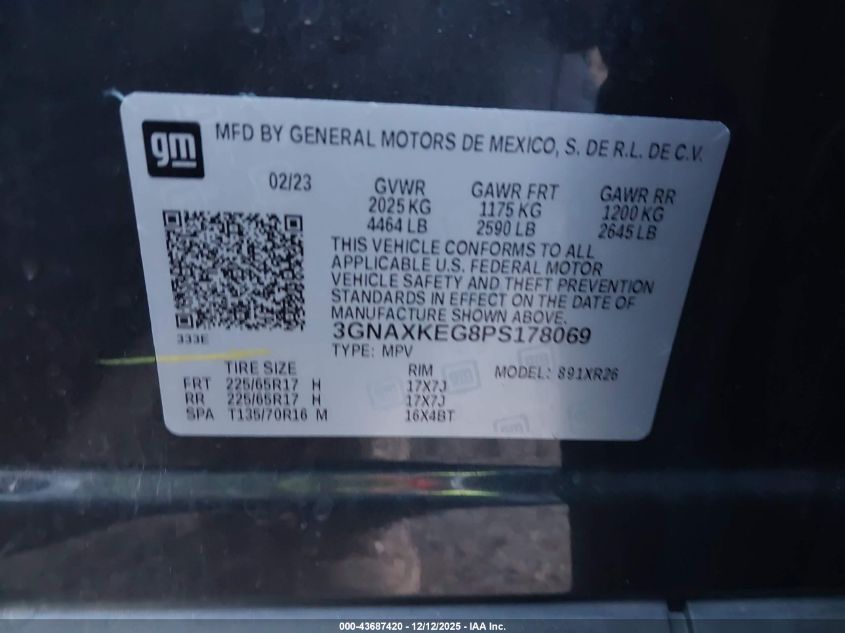 gm
MFD BY GENERAL MOTORS DE MEXICO, S. DE R.L. DE C.V.
02/23 GVWR GAWR FRT GAWR RR
2025 KG 1175 KG 1200 KG
4464 LB 2590 LB 2645 LB
THIS VEHICLE CONFORMS TO ALL
APPLICABLE U.S. FEDERAL MOTOR
VEHICLE SAFETY AND THEFT PREVENTION
STANDARDS IN EFFECT ON THE DATE OF
MANUFACTURE SHOWN ABOVE.
333E
3GNAXKEG8PS178069
TYPE: MPV
TIRE SIZE RIM MODEL: 891XR26
FRT 225/65R17 H 17X7J
RR 225/65R17 H 17X7J
SPA T135/70R16 M 16X4BT
gm
000-43687420 - 12/12/2025 - IAA Inc.